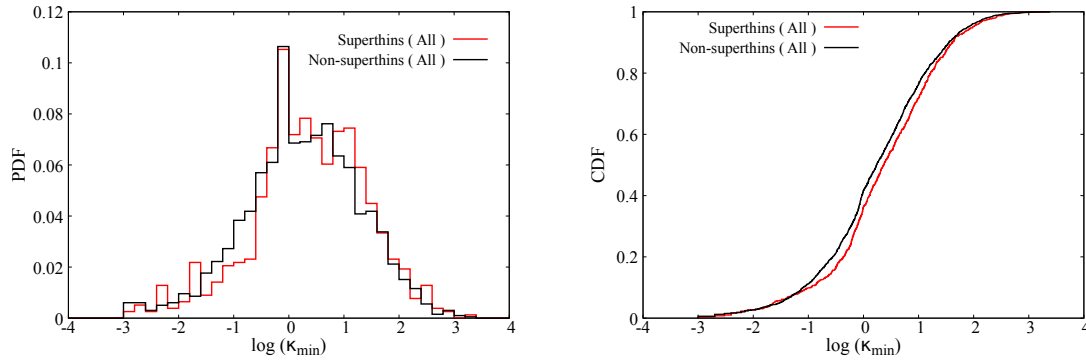 0.12
0.1
0.08
0.06
0.04
0.02
0
PDF
Superthins ( All )
Non-superthins ( All )
-4 -3 -2 -1 0 1 2 3 4
log (κmin)
1
0.8
0.6
0.4
0.2
0
CDF
Superthins ( All )
Non-superthins ( All )
-4 -3 -2 -1 0 1 2 3 4
log (κmin)